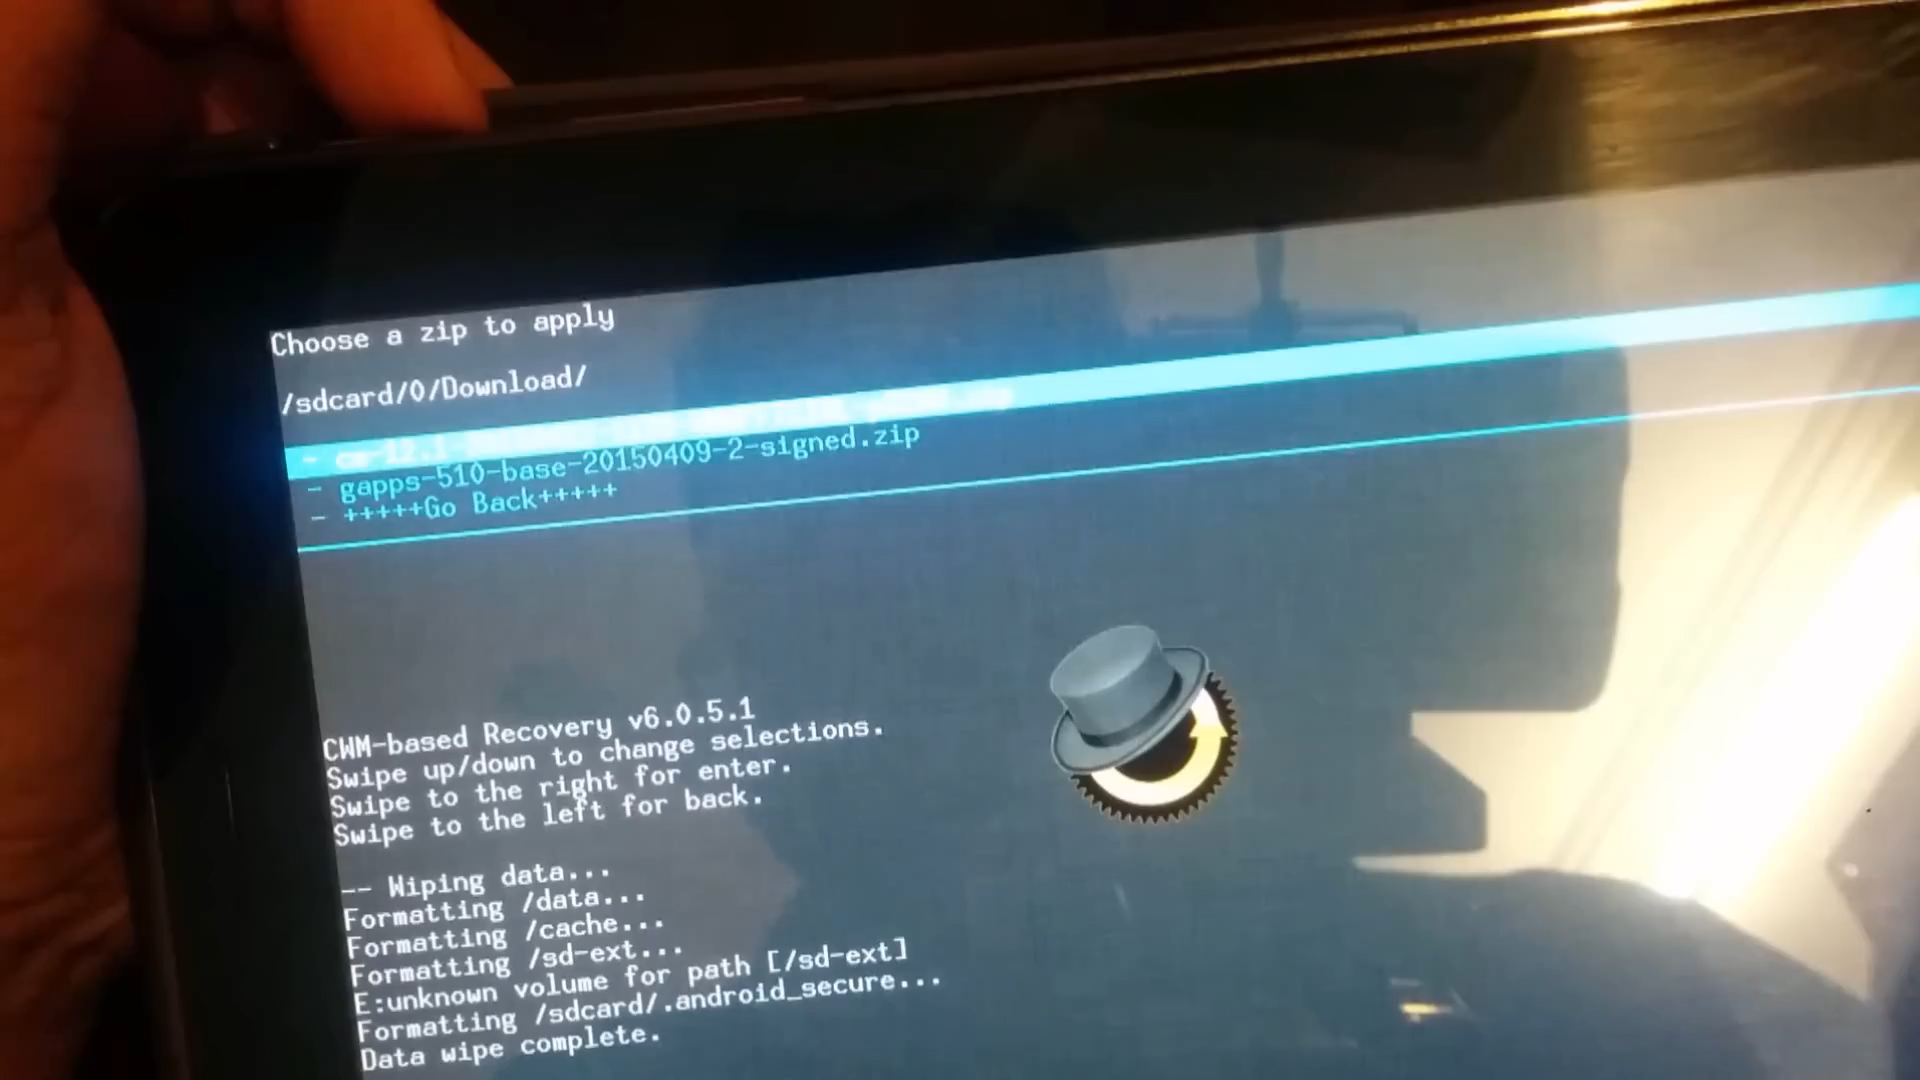 Choose a zip to apply
/sdcard/0/Download/
- cm-12.1-
- gapps-510-base-20150409-2-signed.zip
- +++++Go Back+++++
CWM-based Recovery v6.0.5.1
Swipe up/down to change selections.
Swipe to the right for enter.
Swipe to the left for back.
-- Wiping data...
Formatting /data...
Formatting /cache...
Formatting /sd-ext...
E:unknown volume for path [/sd-ext]
Formatting /sdcard/.android_secure...
Data wipe complete.